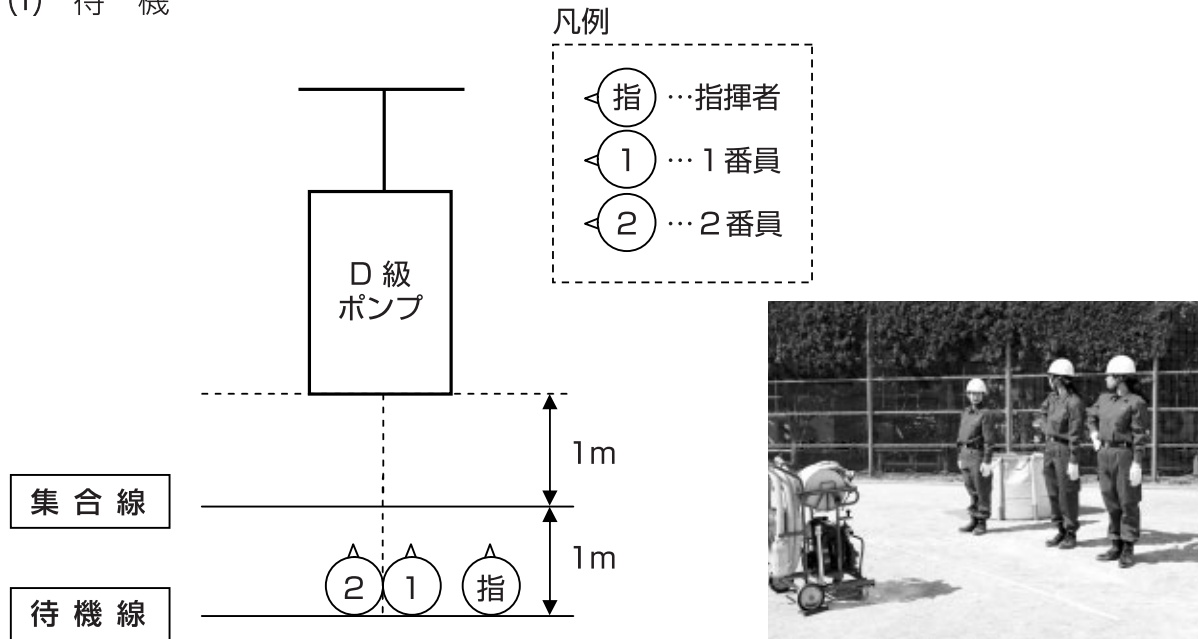 (1) 待 機
凡例
指 …指揮者
1 …1番員
2 …2番員
D 級
ポンプ
1m
集 合 線
1m
2 1 指
待 機 線